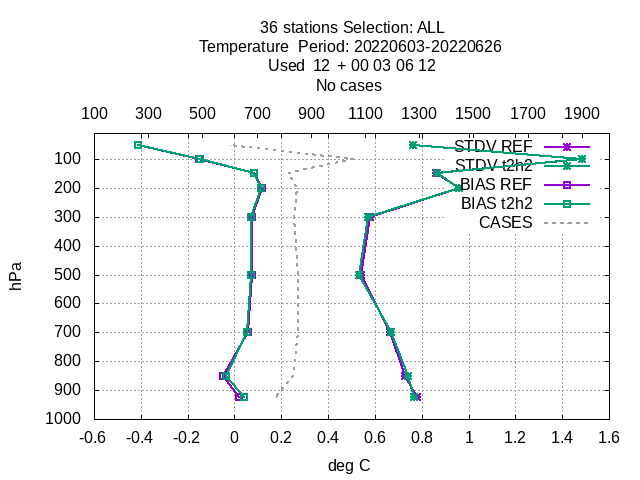 36 stations Selection: ALL
Temperature Period: 20220603-20220626
Used 12 + 00 03 06 12
No cases
100 300 500 700 900 1100 1300 1500 1700 1900
STDV REF
STDV t2h2
BIAS REF
BIAS t2h2
CASES
100
200
300
400
500
600
700
800
900
1000
hPa
-0.6 -0.4 -0.2 0 0.2 0.4 0.6 0.8 1 1.2 1.4 1.6
deg C